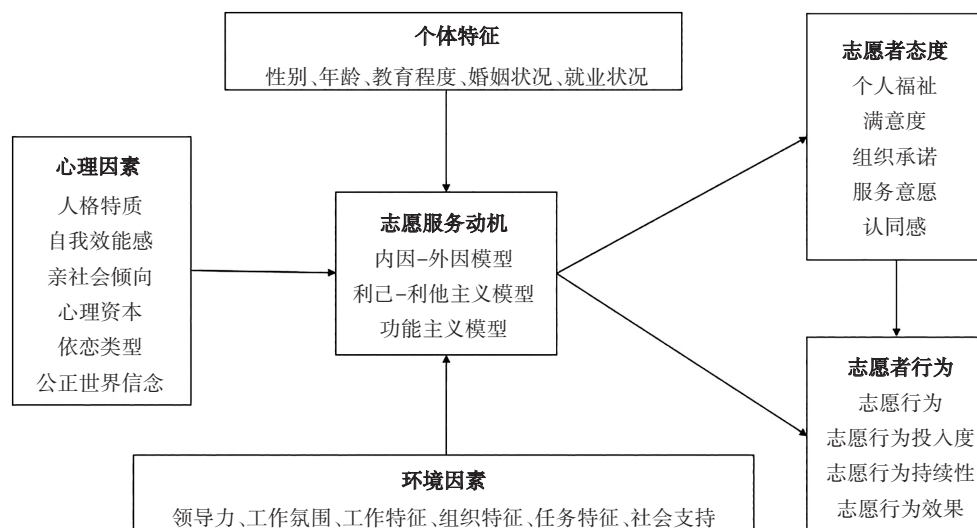 个体特征
性别、年龄、教育程度、婚姻状况、就业状况
心理因素
人格特质
自我效能感
亲社会倾向
心理资本
依恋类型
公正世界信念
志愿服务动机
内因–外因模型
利己–利他主义模型
功能主义模型
环境因素
领导力、工作氛围、工作特征、组织特征、任务特征、社会支持
志愿者态度
个人福祉
满意度
组织承诺
服务意愿
认同感
志愿者行为
志愿行为
志愿行为投入度
志愿行为持续性
志愿行为效果